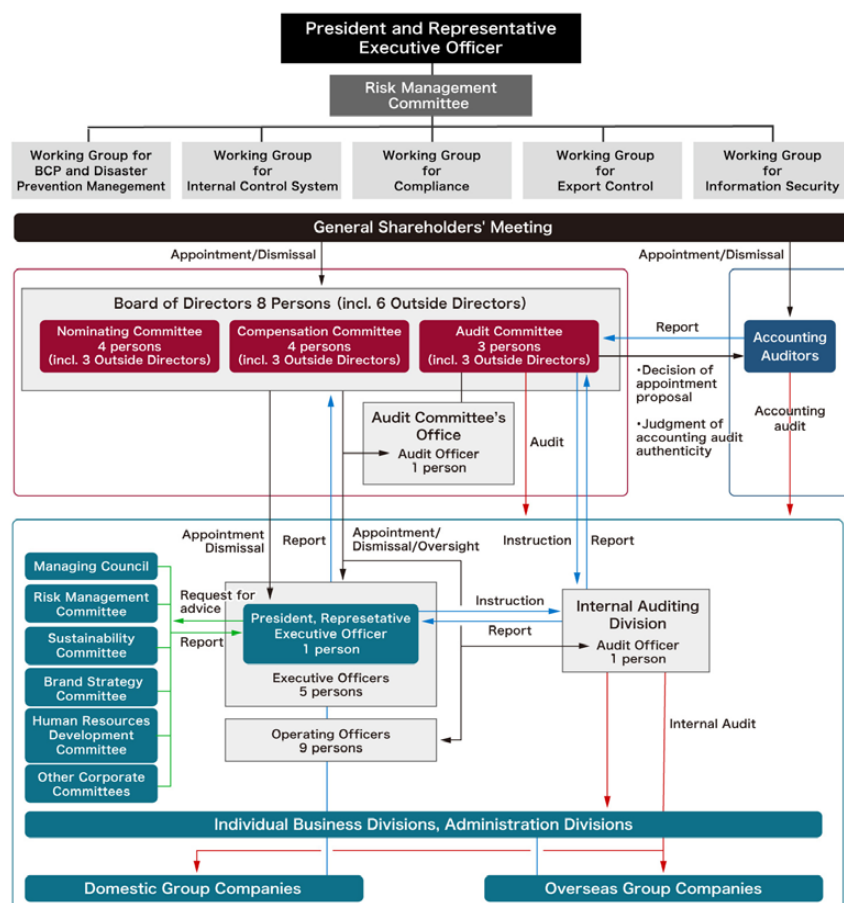 President and Representative
Executive Officer
Risk Management
Committee
Working Group for
BCP and Disaster
Prevention Management
Working Group
for
Internal Control System
Working Group
for
Compliance
Working Group
for
Export Control
Working Group
for
Information Security
General Shareholders' Meeting
Appointment/Dismissal
Appointment/Dismissal
Board of Directors 8 Persons (incl. 6 Outside Directors)
Nominating Committee
4 persons
(incl. 3 Outside Directors)
Compensation Committee
4 persons
(incl. 3 Outside Directors)
Audit Committee
3 persons
(incl. 3 Outside Directors)
Report
Accounting
Auditors
•Decision of
appointment
proposal
•Judgment of
accounting audit
authenticity
Accounting
audit
Audit Committee's
Office
Audit Officer
1 person
Audit
Appointment
Dismissal
Report
Appointment/
Dismissal/Oversight
Instruction
Report
Managing Council
Risk Management
Committee
Sustainability
Committee
Brand Strategy
Committee
Human Resources
Development
Committee
Other Corporate
Committees
Request for
advice
Report
President, Represetative
Executive Officer
1 person
Executive Officers
5 persons
Operating Officers
9 persons
Instruction
Report
Internal Auditing
Division
Audit Officer
1 person
Internal Audit
Individual Business Divisions, Administration Divisions
Domestic Group Companies
Overseas Group Companies